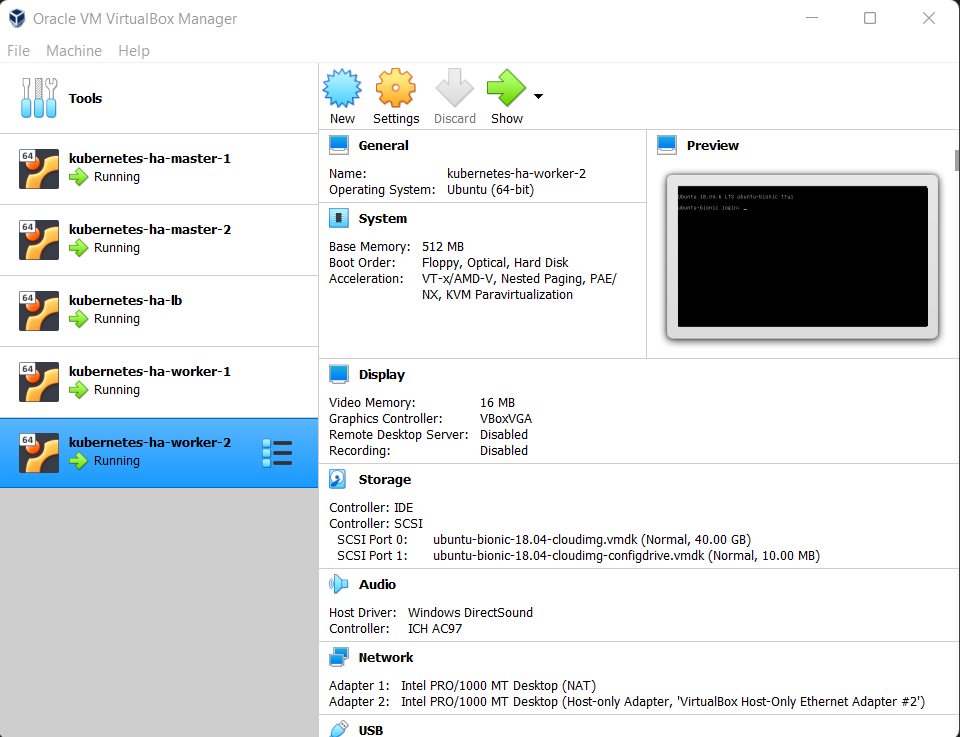 Oracle VM VirtualBox Manager
File Machine Help
Tools
64
kubernetes-ha-master-1
Running
64
kubernetes-ha-master-2
Running
64
kubernetes-ha-lb
Running
64
kubernetes-ha-worker-1
Running
64
kubernetes-ha-worker-2
Running
New Settings Discard Show
General
Name: kubernetes-ha-worker-2
Operating System: Ubuntu (64-bit)
System
Base Memory: 512 MB
Boot Order: Floppy, Optical, Hard Disk
Acceleration: VT-x/AMD-V, Nested Paging, PAE/
NX, KVM Paravirtualization
Preview
Ubuntu 18.04.6 LTS ubuntu-bionic tty1
ubuntu-bionic login: _
Display
Video Memory: 16 MB
Graphics Controller: VBoxVGA
Remote Desktop Server: Disabled
Recording: Disabled
Storage
Controller: IDE
Controller: SCSI
SCSI Port 0: ubuntu-bionic-18.04-cloudimg.vmdk (Normal, 40.00 GB)
SCSI Port 1: ubuntu-bionic-18.04-cloudimg-configdrive.vmdk (Normal, 10.00 MB)
Audio
Host Driver: Windows DirectSound
Controller: ICH AC97
Network
Adapter 1: Intel PRO/1000 MT Desktop (NAT)
Adapter 2: Intel PRO/1000 MT Desktop (Host-only Adapter, 'VirtualBox Host-Only Ethernet Adapter #2')
USB